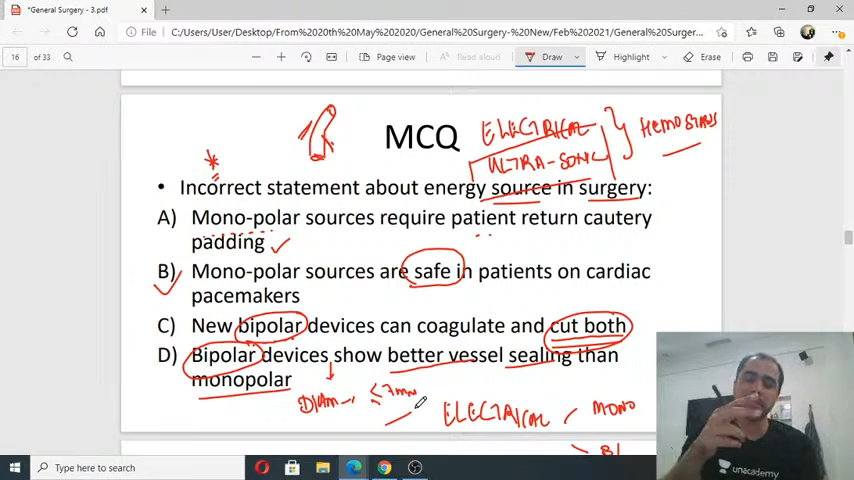 *General Surgery - 3.pdf
File
C:/Users/User/Desktop/From%2020th%20May%202020/General%20Surgery-%20New/Feb%202021/General%20Surger...
16 of 33
Page view
Read aloud
Draw
Highlight
Erase
MCQ
ELECTRICAL
ULTRA-SONIC
HEMOSTASIS
• Incorrect statement about energy source in surgery:
A) Mono-polar sources require patient return cautery
padding
B) Mono-polar sources are safe in patients on cardiac
pacemakers
C) New bipolar devices can coagulate and cut both
D) Bipolar devices show better vessel sealing than
monopolar
DIAM - ≤7mm
ELECTRICAL
MONO
BI
unacademy
Type here to search